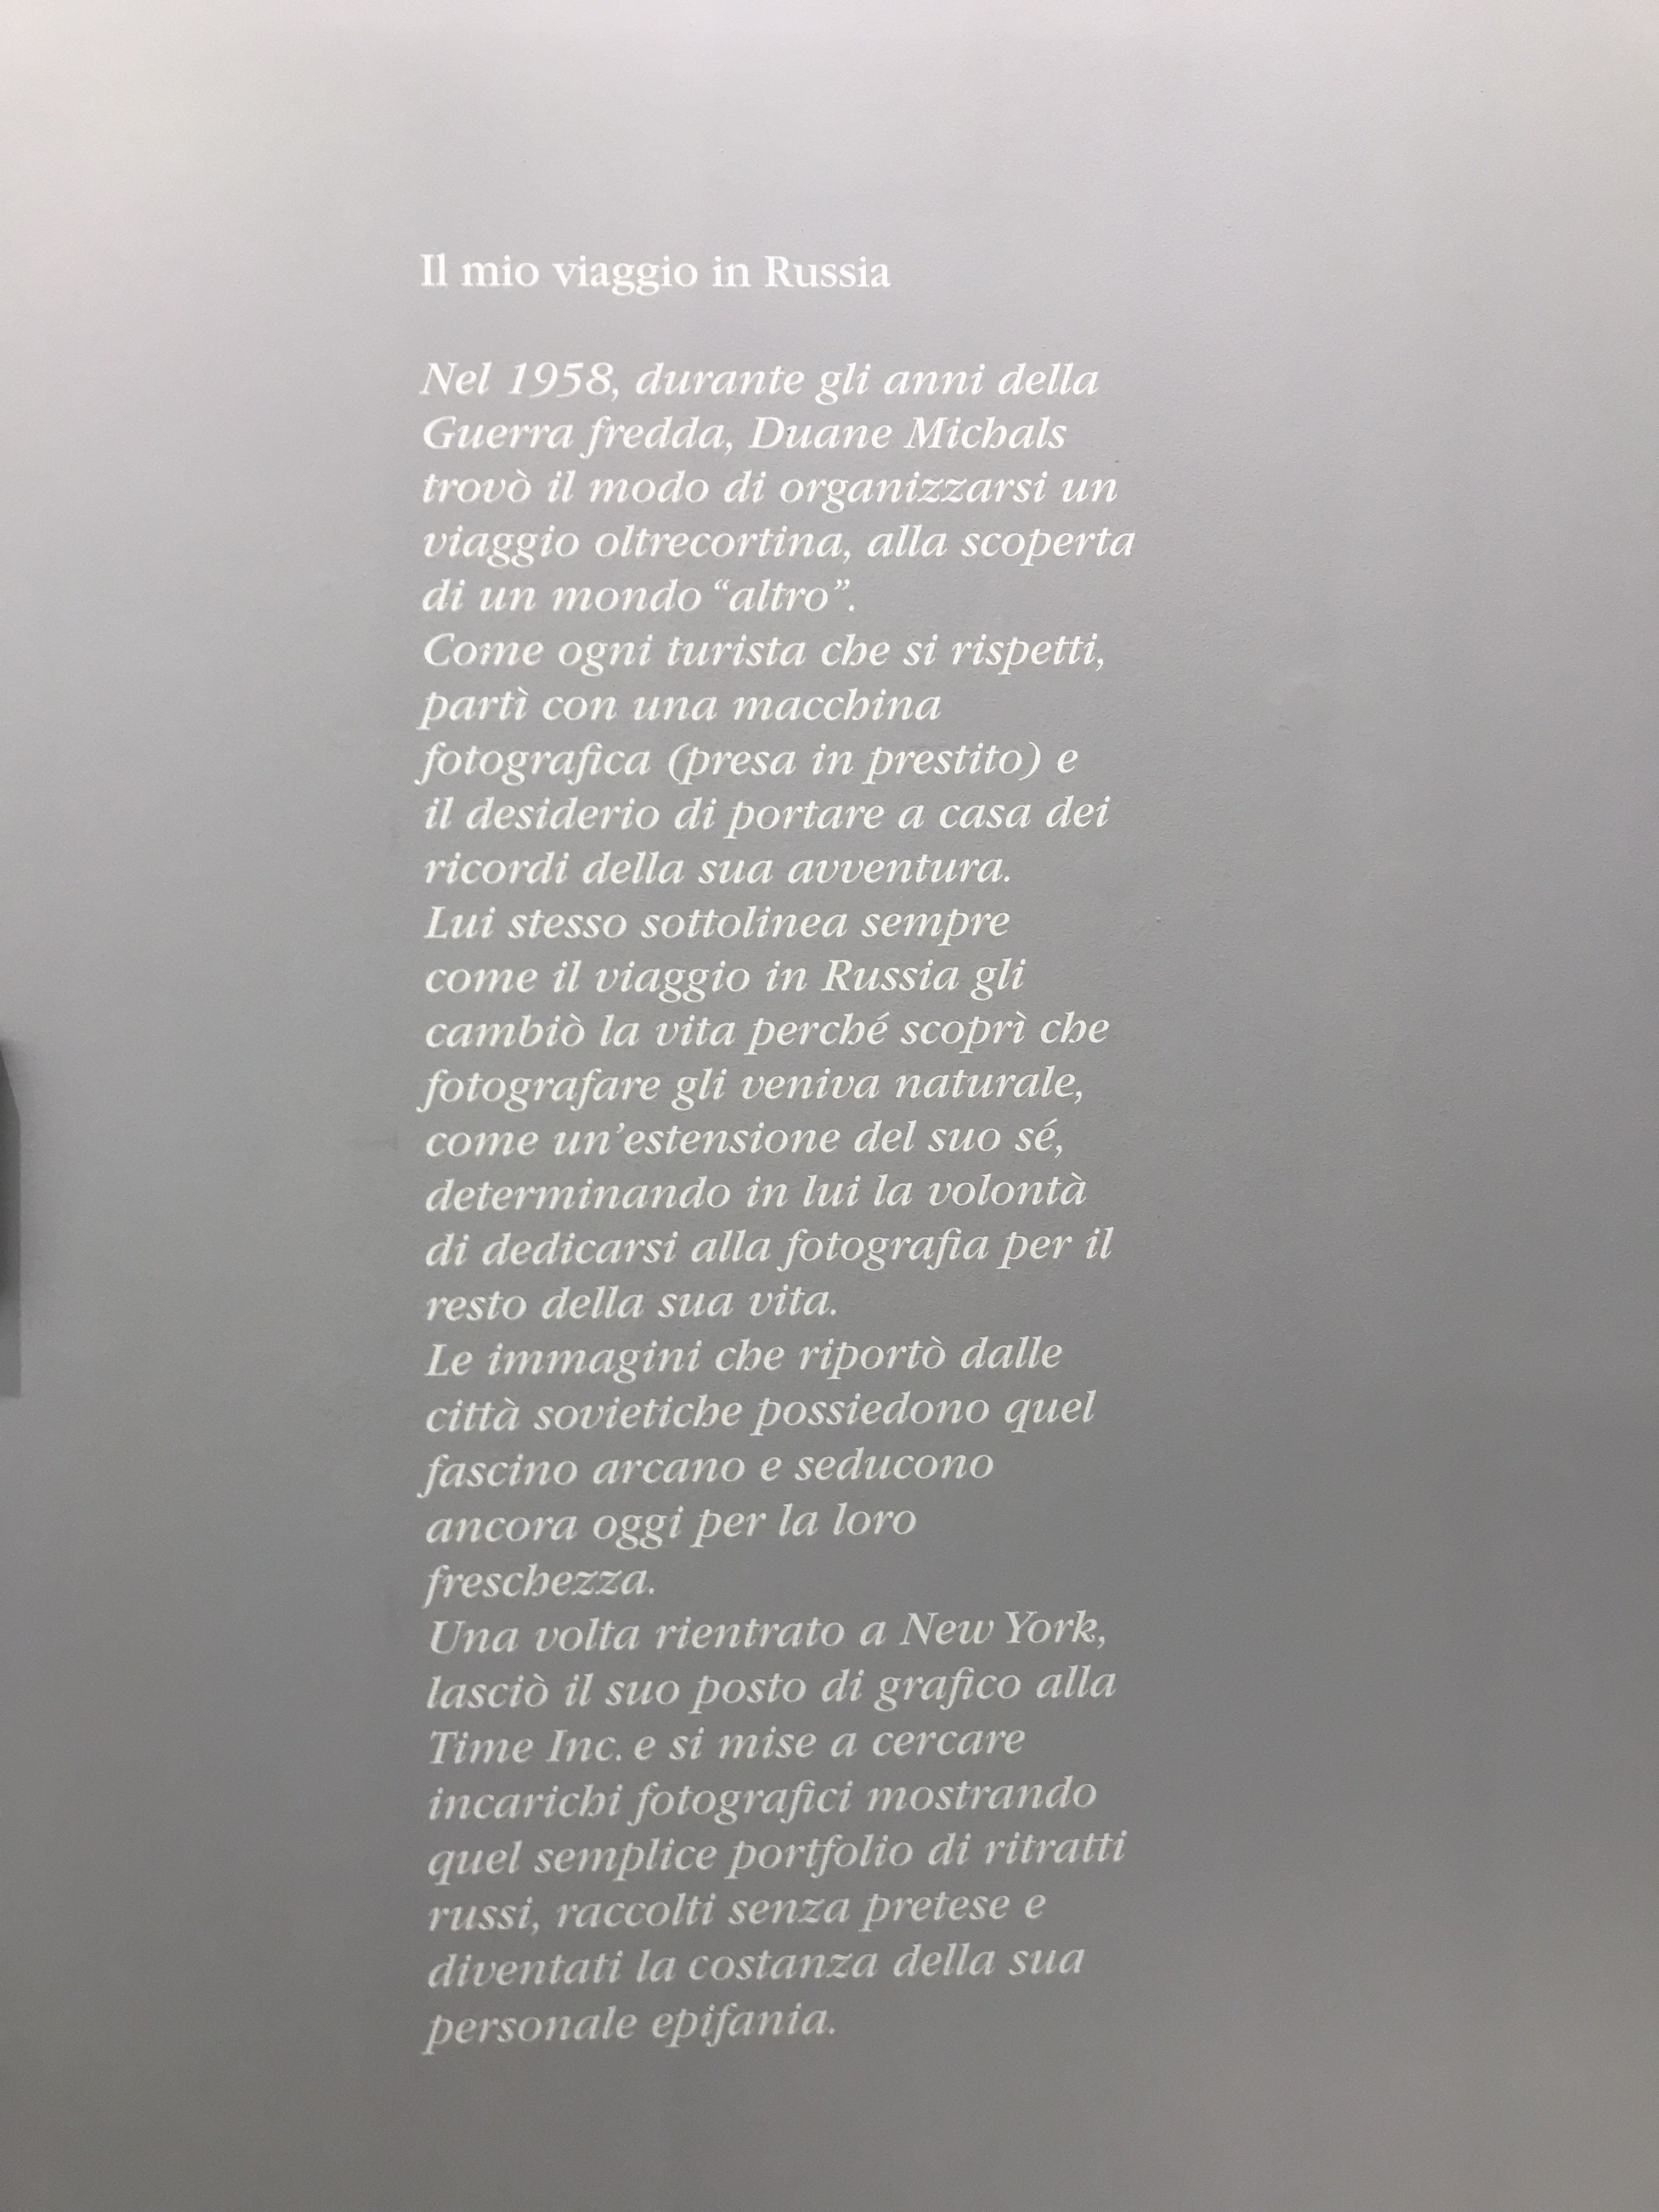 Il mio viaggio in Russia
Nel 1958, durante gli anni della
Guerra fredda, Duane Michals
trovò il modo di organizzarsi un
viaggio oltrecortina, alla scoperta
di un mondo “altro”.
Come ogni turista che si rispetti,
partì con una macchina
fotografica (presa in prestito) e
il desiderio di portare a casa dei
ricordi della sua avventura.
Lui stesso sottolinea sempre
come il viaggio in Russia gli
cambiò la vita perché scoprì che
fotografare gli veniva naturale,
come un’estensione del suo sé,
determinando in lui la volontà
di dedicarsi alla fotografia per il
resto della sua vita.
Le immagini che riportò dalle
città sovietiche possiedono quel
fascino arcano e seducono
ancora oggi per la loro
freschezza.
Una volta rientrato a New York,
lasciò il suo posto di grafico alla
Time Inc. e si mise a cercare
incarichi fotografici mostrando
quel semplice portfolio di ritratti
russi, raccolti senza pretese e
diventati la costanza della sua
personale epifania.